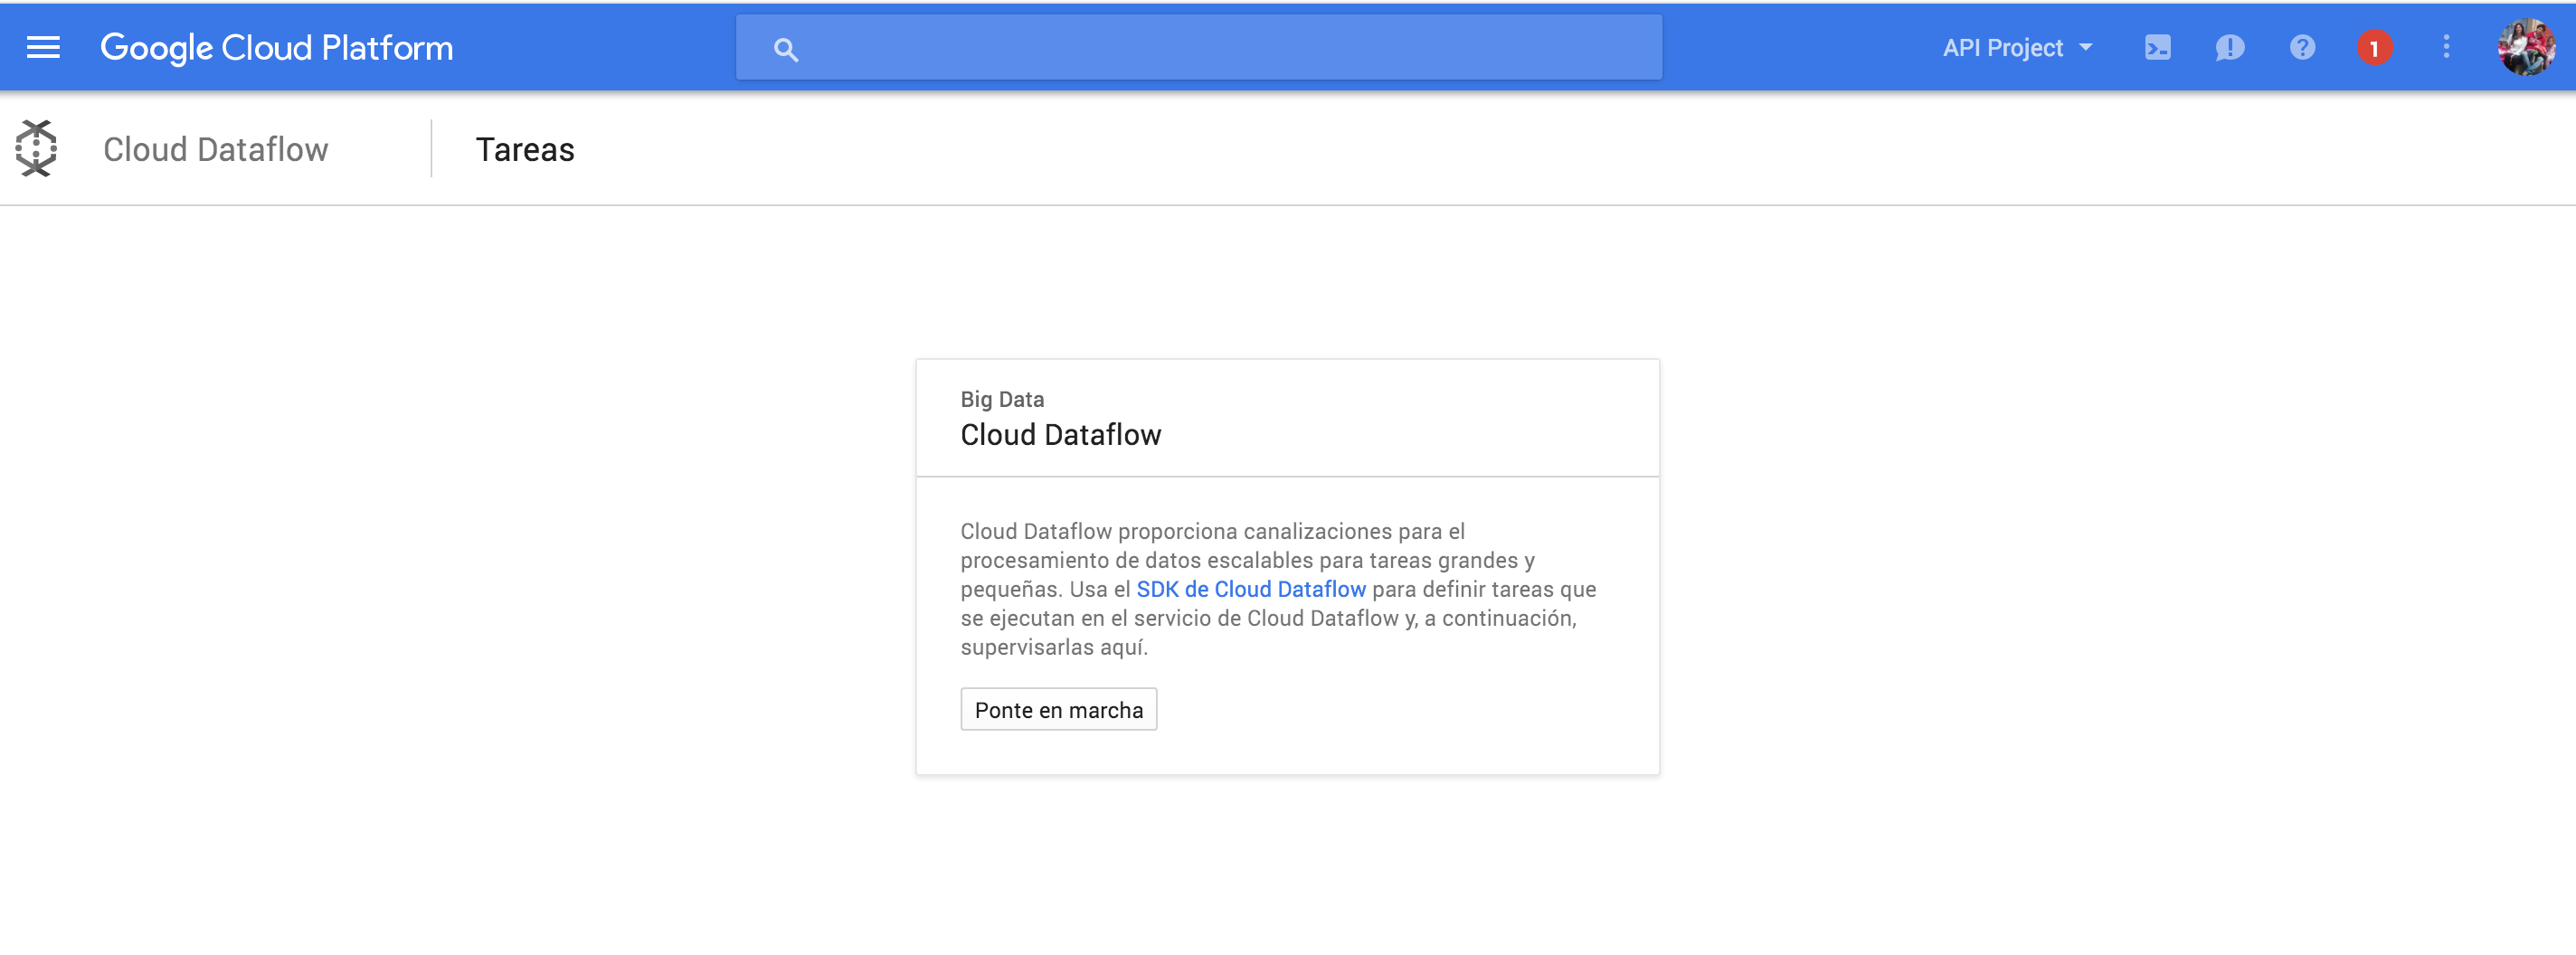 Google Cloud Platform
API Project
1
Cloud Dataflow
Tareas
Big Data
Cloud Dataflow
Cloud Dataflow proporciona canalizaciones para el
procesamiento de datos escalables para tareas grandes y
pequeñas. Usa el SDK de Cloud Dataflow para definir tareas que
se ejecutan en el servicio de Cloud Dataflow y, a continuación,
supervisarlas aquí.
Ponte en marcha